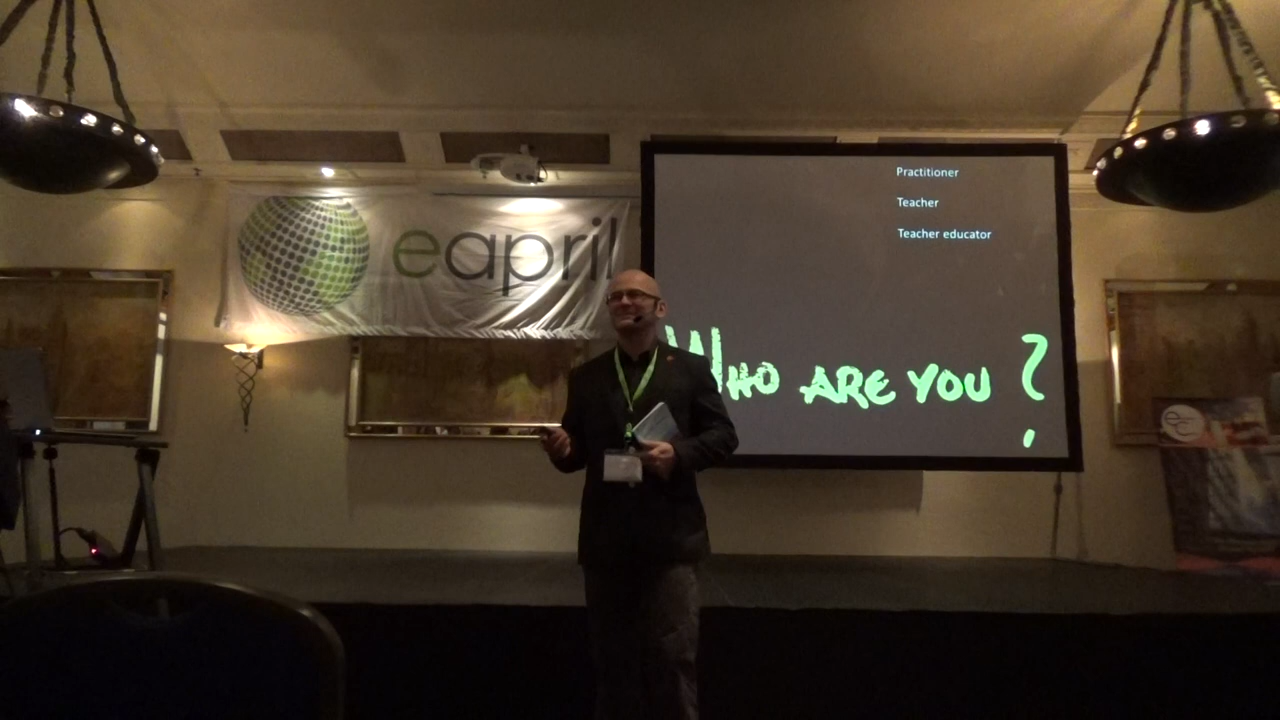 eapril
Practitioner
Teacher
Teacher educator
WHO ARE YOU ?